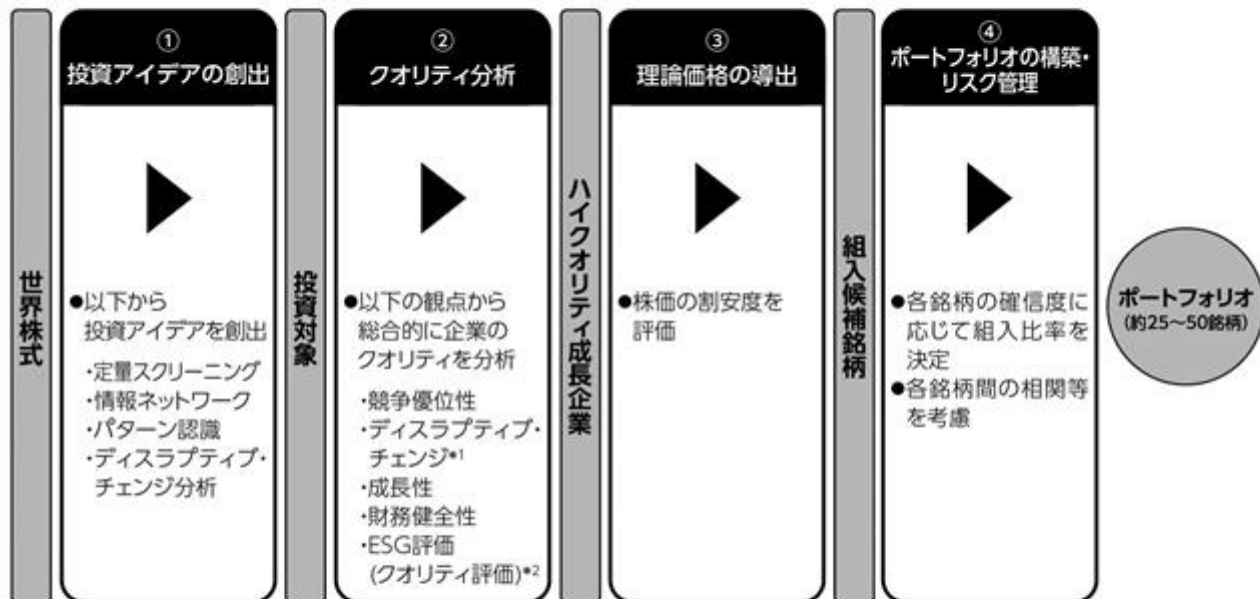 世界株式
①
投資アイデアの創出
●以下から
投資アイデアを創出
・定量スクリーニング
・情報ネットワーク
・パターン認識
・ディスラプティブ・
チェンジ分析
投資対象
②
クオリティ分析
●以下の観点から
総合的に企業の
クオリティを分析
・競争優位性
・ディスラプティブ・
チェンジ*1
・成長性
・財務健全性
・ESG評価
(クオリティ評価)*2
ハイクオリティ成長企業
③
理論価格の導出
●株価の割安度を
評価
組入候補銘柄
④
ポートフォリオの構築・
リスク管理
●各銘柄の確信度に
応じて組入比率を
決定
●各銘柄間の相関等
を考慮
ポートフォリオ
(約25～50銘柄)